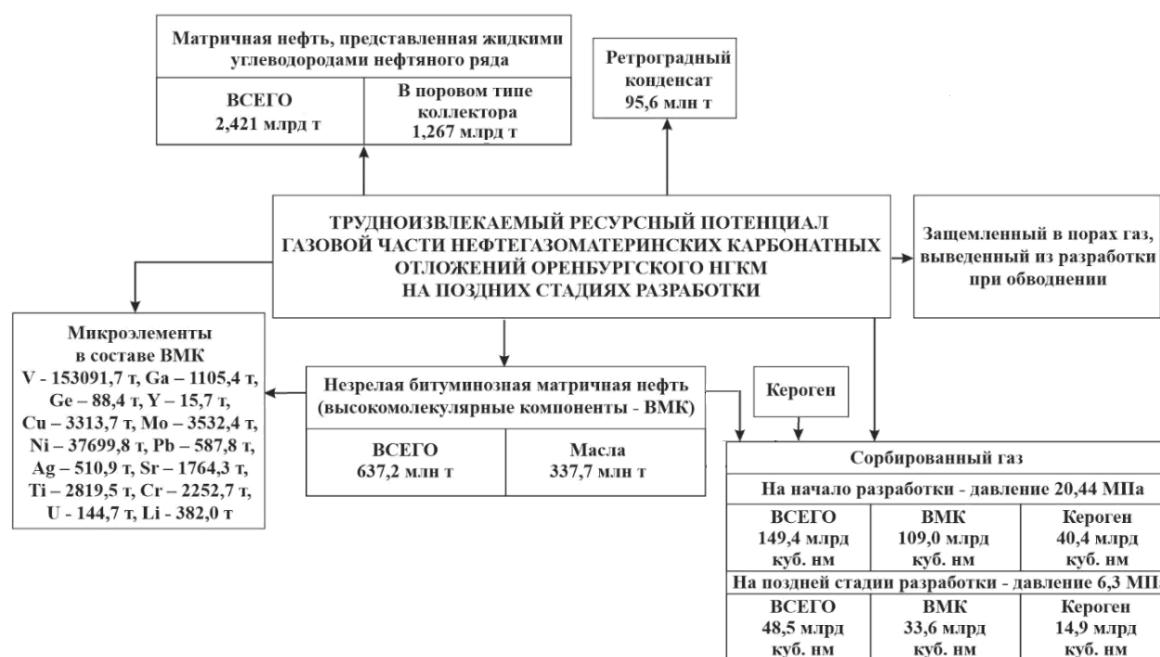 Матричная нефть, представленная жидкими
углеводородами нефтяного ряда
ВСЕГО
2,421 млрд т
В поровом типе
коллектора
1,267 млрд т
Ретроградный
конденсат
95,6 млн т
ТРУДНОИЗВЛЕКАЕМЫЙ РЕСУРСНЫЙ ПОТЕНЦИАЛ
ГАЗОВОЙ ЧАСТИ НЕФТЕГАЗОМАТЕРИНСКИХ КАРБОНАТНЫХ
ОТЛОЖЕНИЙ ОРЕНБУРГСКОГО НГКМ
НА ПОЗДНИХ СТАДИЯХ РАЗРАБОТКИ
Защемленный в порах газ,
выведенный из разработки
при обводнении
Микроэлементы
в составе ВМК
V - 153091,7 т, Ga – 1105,4 т,
Ge – 88,4 т, Y - 15,7 т,
Cu – 3313,7 т, Mo – 3532,4 т,
Ni – 37699,8 т, Pb – 587,8 т,
Ag – 510,9 т, Sr – 1764,3 т,
Ti – 2819,5 т, Cr – 2252,7 т,
U - 144,7 т, Li - 382,0 т
Незрелая битуминозная матричная нефть
(высокомолекулярные компоненты - ВМК)
ВСЕГО
637,2 млн т
Масла
337,7 млн т
Кероген
Сорбированный газ
На начало разработки - давление 20,44 МПа
ВСЕГО
149,4 млрд
куб. нм
ВМК
109,0 млрд
куб. нм
Кероген
40,4 млрд
куб. нм
На поздней стадии разработки - давление 6,3 МПа
ВСЕГО
48,5 млрд
куб. нм
ВМК
33,6 млрд
куб. нм
Кероген
14,9 млрд
куб. нм